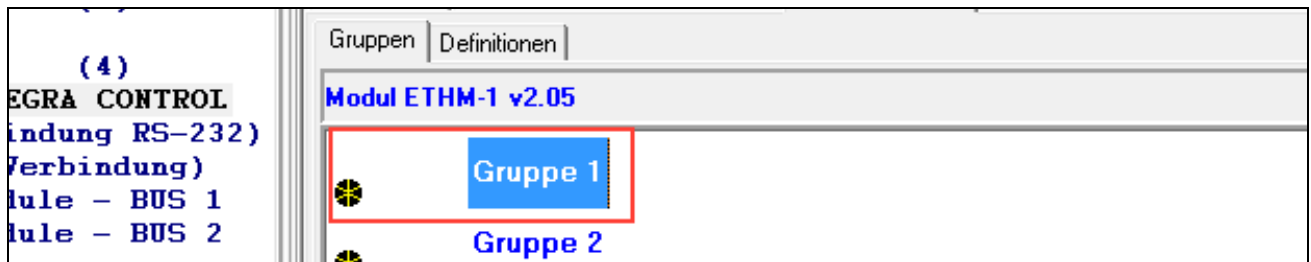 (4)
EGRA CONTROL
indung RS-232)
Verbindung)
dule - BUS 1
dule - BUS 2
Gruppen Definitionen
Modul ETHM-1 v2.05
Gruppe 1
Gruppe 2